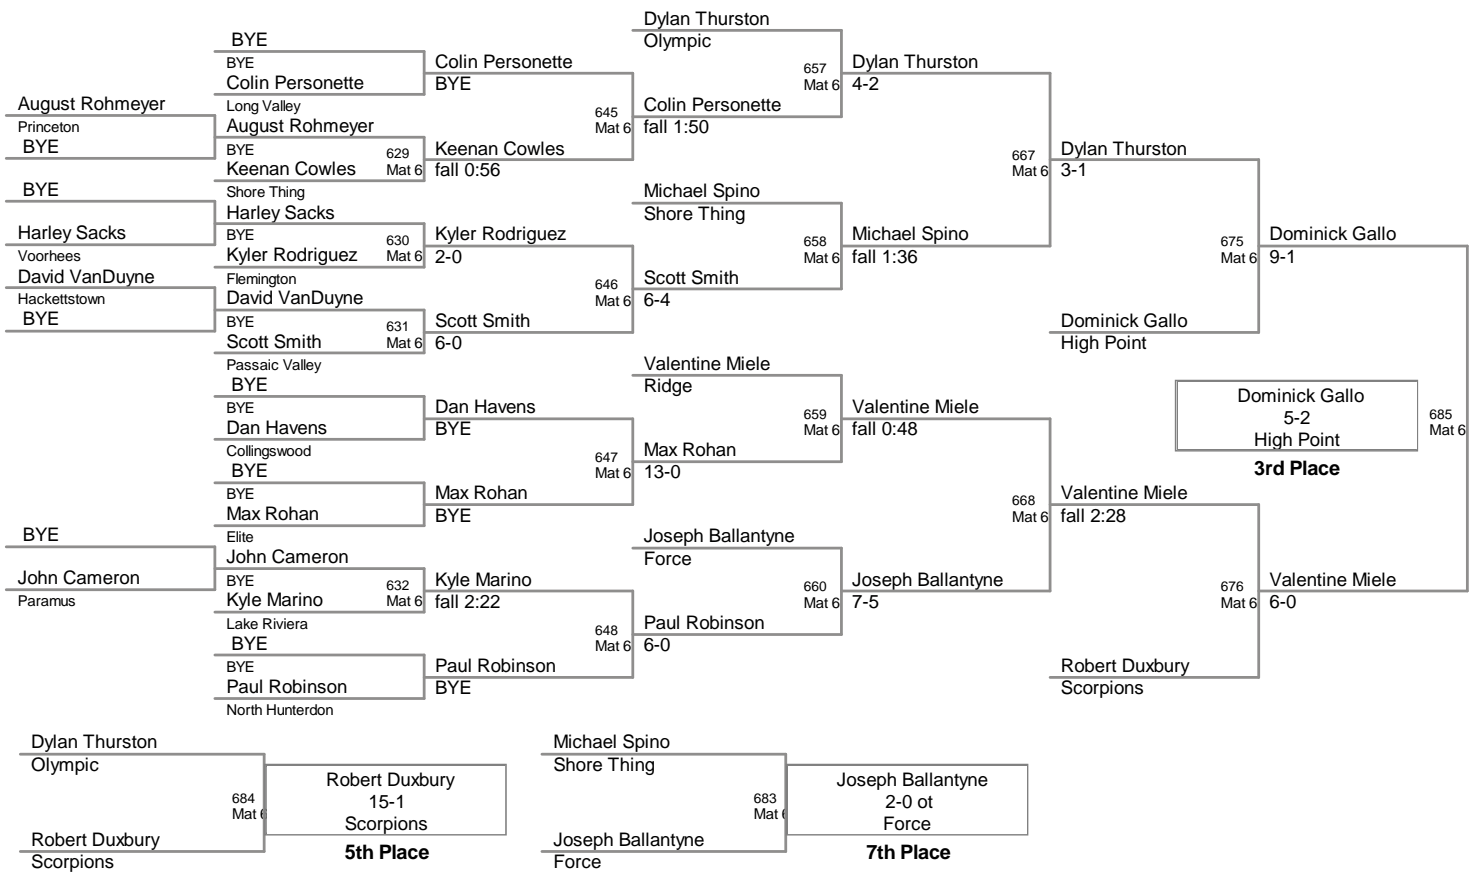 Dylan Thurston
Olympic
BYE
BYE
Colin Personette
Long Valley
Colin Personette
BYE
657
Mat 6
Dylan Thurston
4-2
August Rohmeyer
Princeton
BYE
August Rohmeyer
BYE
Keenan Cowles
Shore Thing
629
Mat 6
Keenan Cowles
fall 0:56
645
Mat 6
Colin Personette
fall 1:50
667
Mat 6
Dylan Thurston
3-1
BYE
Harley Sacks
Voorhees
Harley Sacks
BYE
Kyler Rodriguez
Flemington
630
Mat 6
Kyler Rodriguez
2-0
Michael Spino
Shore Thing
658
Mat 6
Michael Spino
fall 1:36
675
Mat 6
Dominick Gallo
9-1
David VanDuyne
Hackettstown
BYE
David VanDuyne
BYE
Scott Smith
Passaic Valley
631
Mat 6
Scott Smith
6-0
646
Mat 6
Scott Smith
6-4
Dominick Gallo
High Point
BYE
BYE
Dan Havens
Collingswood
Dan Havens
BYE
Valentine Miele
Ridge
659
Mat 6
Valentine Miele
fall 0:48
Dominick Gallo
5-2
High Point
3rd Place
685
Mat 6
BYE
BYE
Max Rohan
Elite
Max Rohan
BYE
647
Mat 6
Max Rohan
13-0
668
Mat 6
Valentine Miele
fall 2:28
BYE
John Cameron
Paramus
John Cameron
BYE
Kyle Marino
Lake Riviera
632
Mat 6
Kyle Marino
fall 2:22
Joseph Ballantyne
Force
660
Mat 6
Joseph Ballantyne
7-5
676
Mat 6
Valentine Miele
6-0
BYE
BYE
Paul Robinson
North Hunterdon
Paul Robinson
BYE
648
Mat 6
Paul Robinson
6-0
Robert Duxbury
Scorpions
Dylan Thurston
Olympic
684
Mat 6
Robert Duxbury
Scorpions
Robert Duxbury
15-1
Scorpions
5th Place
Michael Spino
Shore Thing
683
Mat 6
Joseph Ballantyne
Force
Joseph Ballantyne
2-0 ot
Force
7th Place